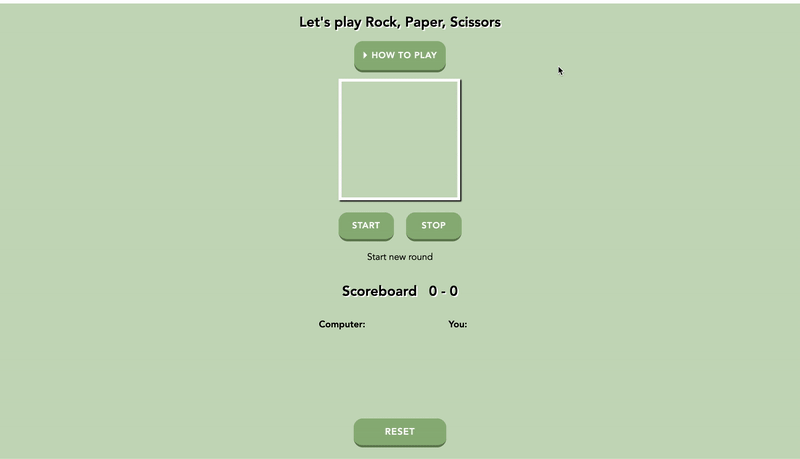 Let's play Rock, Paper, Scissors
HOW TO PLAY
START STOP
Start new round
Scoreboard 0 - 0
Computer: You:
RESET